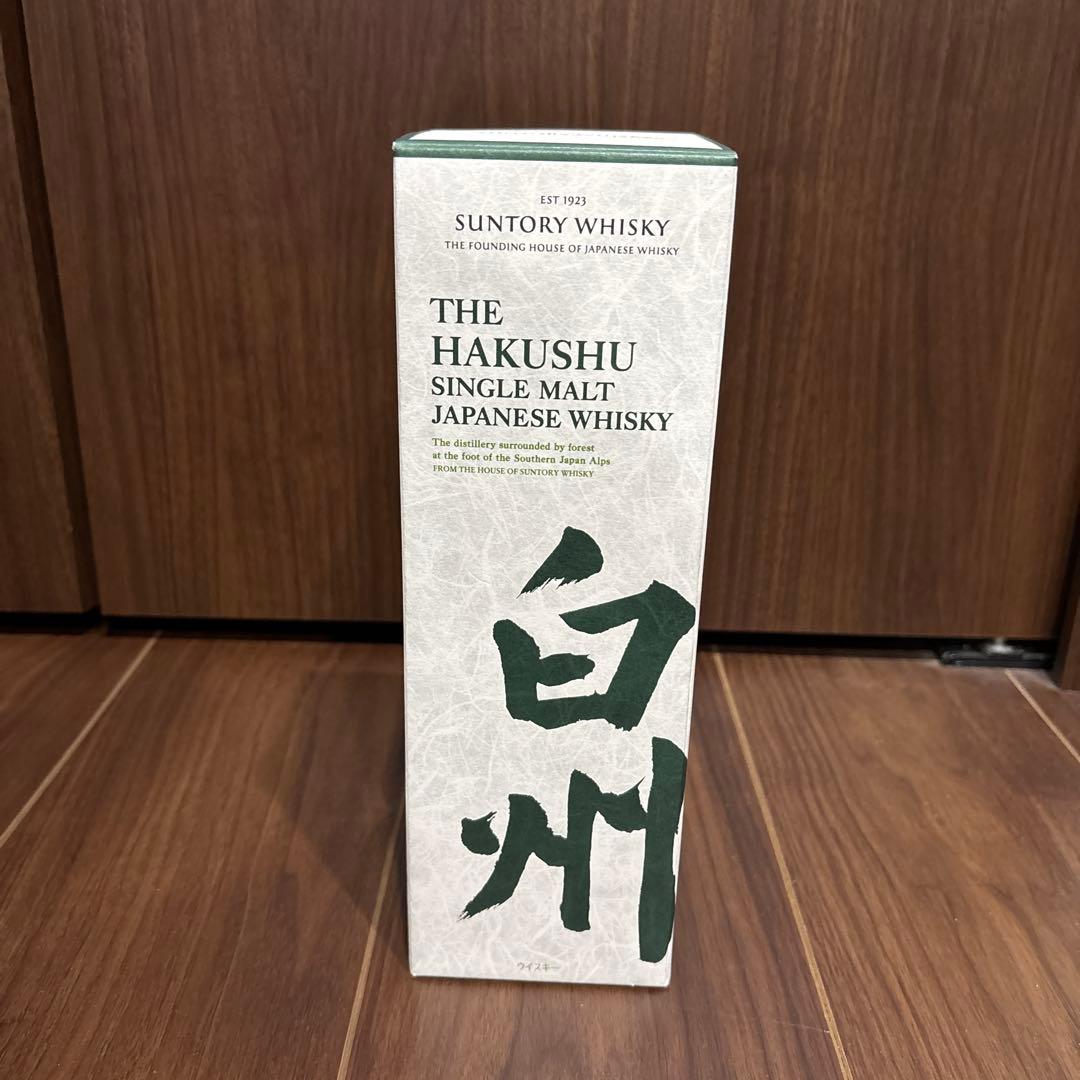 EST 1923
SUNTORY WHISKY
THE FOUNDING HOUSE OF JAPANESE WHISKY
THE
HAKUSHU
SINGLE MALT
JAPANESE WHISKY
The distillery surrounded by forest
at the foot of the Southern Japan Alps
FROM THE HOUSE OF SUNTORY WHISKY
白州
ウイスキー